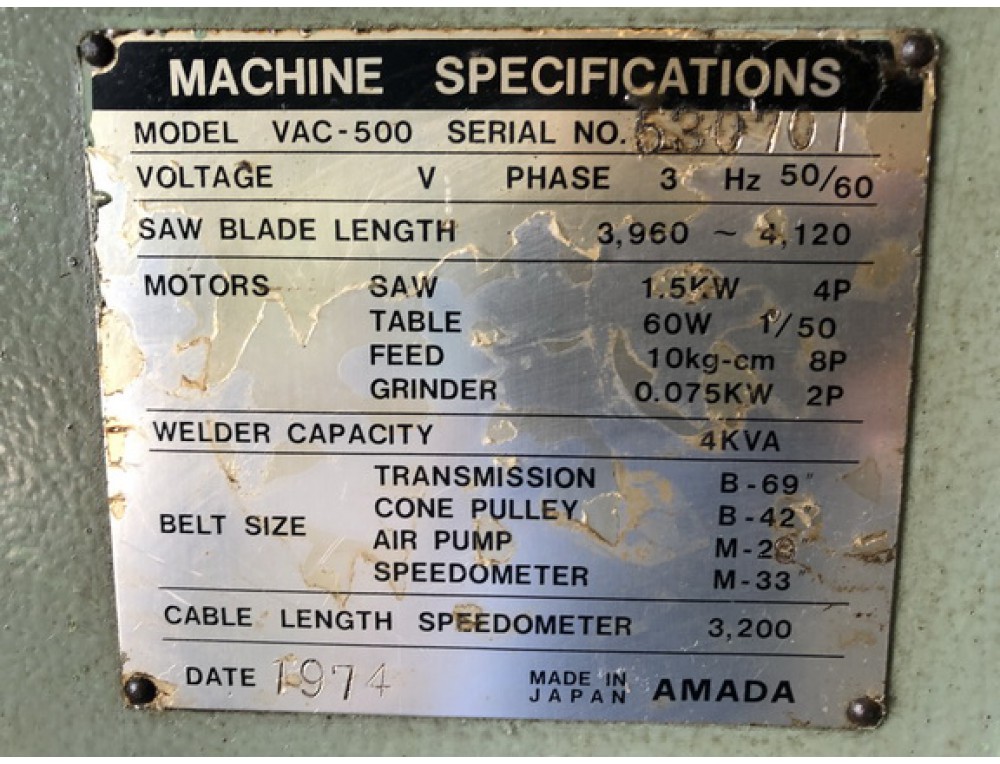 MACHINE SPECIFICATIONS
MODEL VAC-500 SERIAL NO. 530701
VOLTAGE V PHASE 3 Hz 50/60
SAW BLADE LENGTH 3,960 ~ 4,120
MOTORS SAW 1.5KW 4P
TABLE 60W 1/50
FEED 10kg-cm 8P
GRINDER 0.075KW 2P
WELDER CAPACITY 4KVA
BELT SIZE
TRANSMISSION B-69"
CONE PULLEY B-42"
AIR PUMP M-28"
SPEEDOMETER M-33"
CABLE LENGTH SPEEDOMETER 3,200
DATE 1974 MADE IN JAPAN AMADA